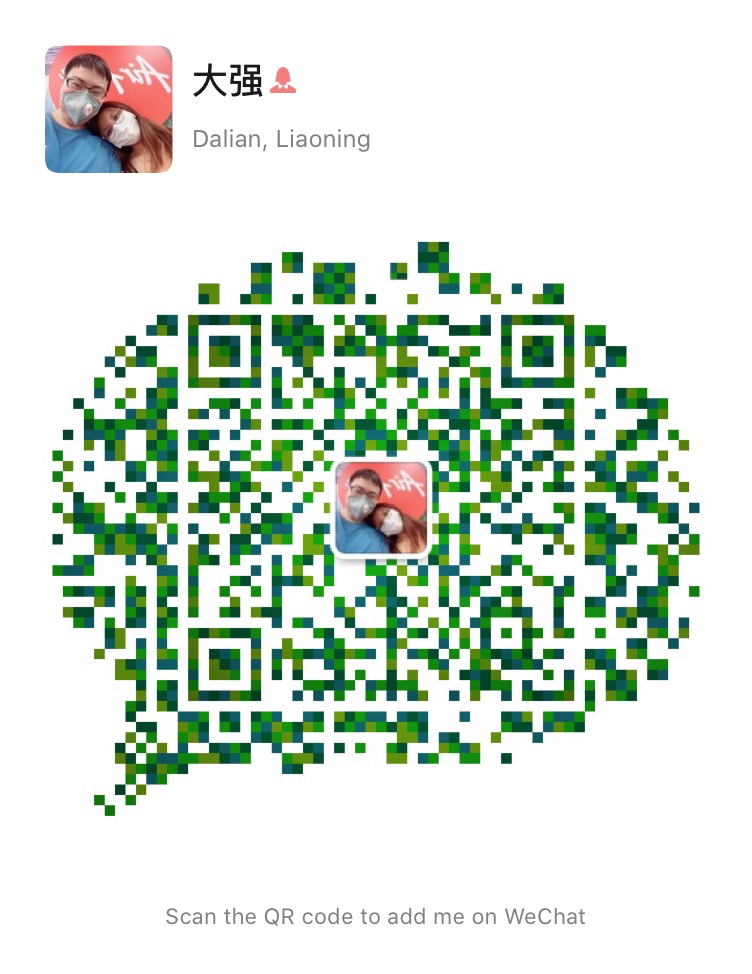 大强
Dalian, Liaoning
Scan the QR code to add me on WeChat